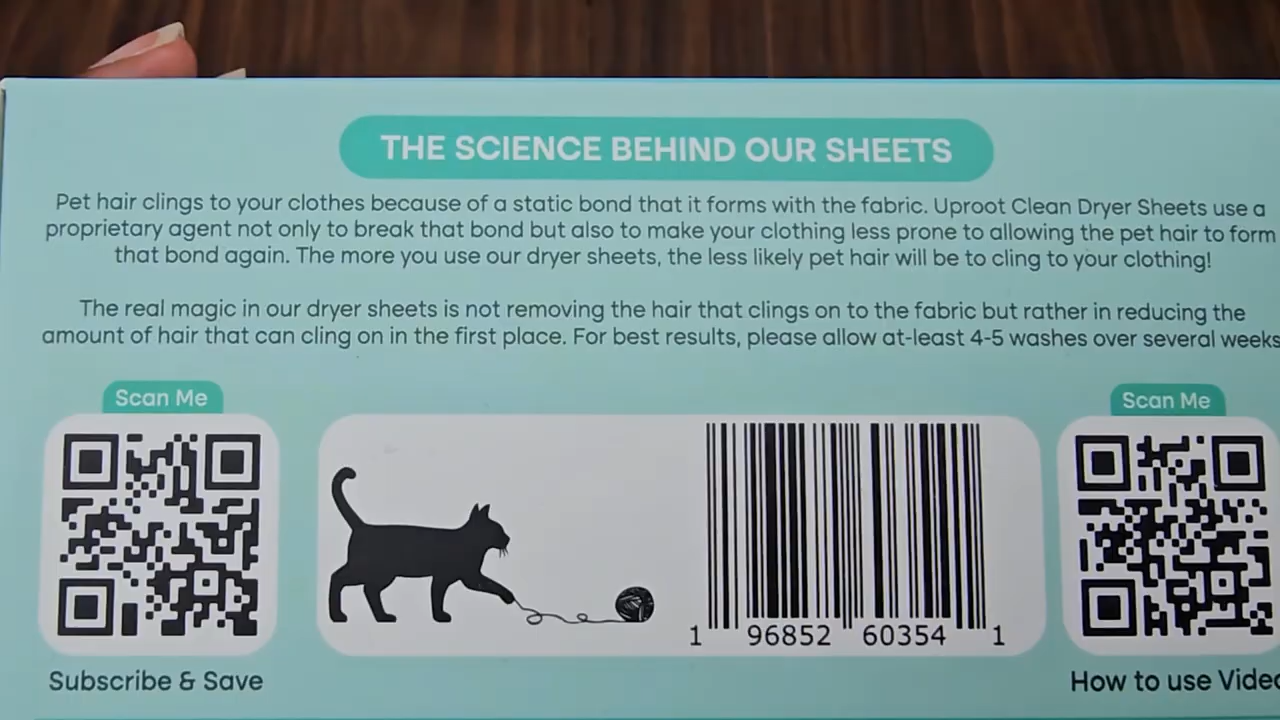 THE SCIENCE BEHIND OUR SHEETS
Pet hair clings to your clothes because of a static bond that it forms with the fabric. Uproot Clean Dryer Sheets use a
proprietary agent not only to break that bond but also to make your clothing less prone to allowing the pet hair to form
that bond again. The more you use our dryer sheets, the less likely pet hair will be to cling to your clothing!
The real magic in our dryer sheets is not removing the hair that clings on to the fabric but rather in reducing the
amount of hair that can cling on in the first place. For best results, please allow at-least 4-5 washes over several weeks
Scan Me
Scan Me
1 96852 60354 1
Subscribe & Save
How to use Video